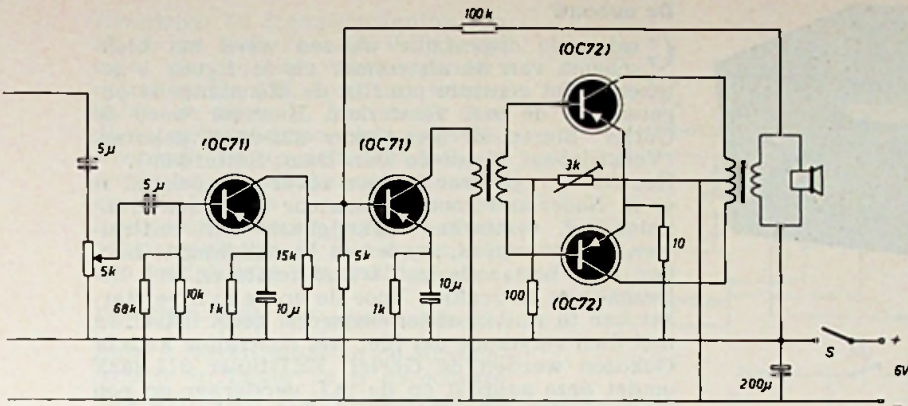 100k
(OC72)
(OC71)
(OC71)
5µ
5µ
3k
5k
68k
10k
1k
10µ
15k
5k
1k
10µ
100
(OC72)
10
S
+
6V
200µ
-